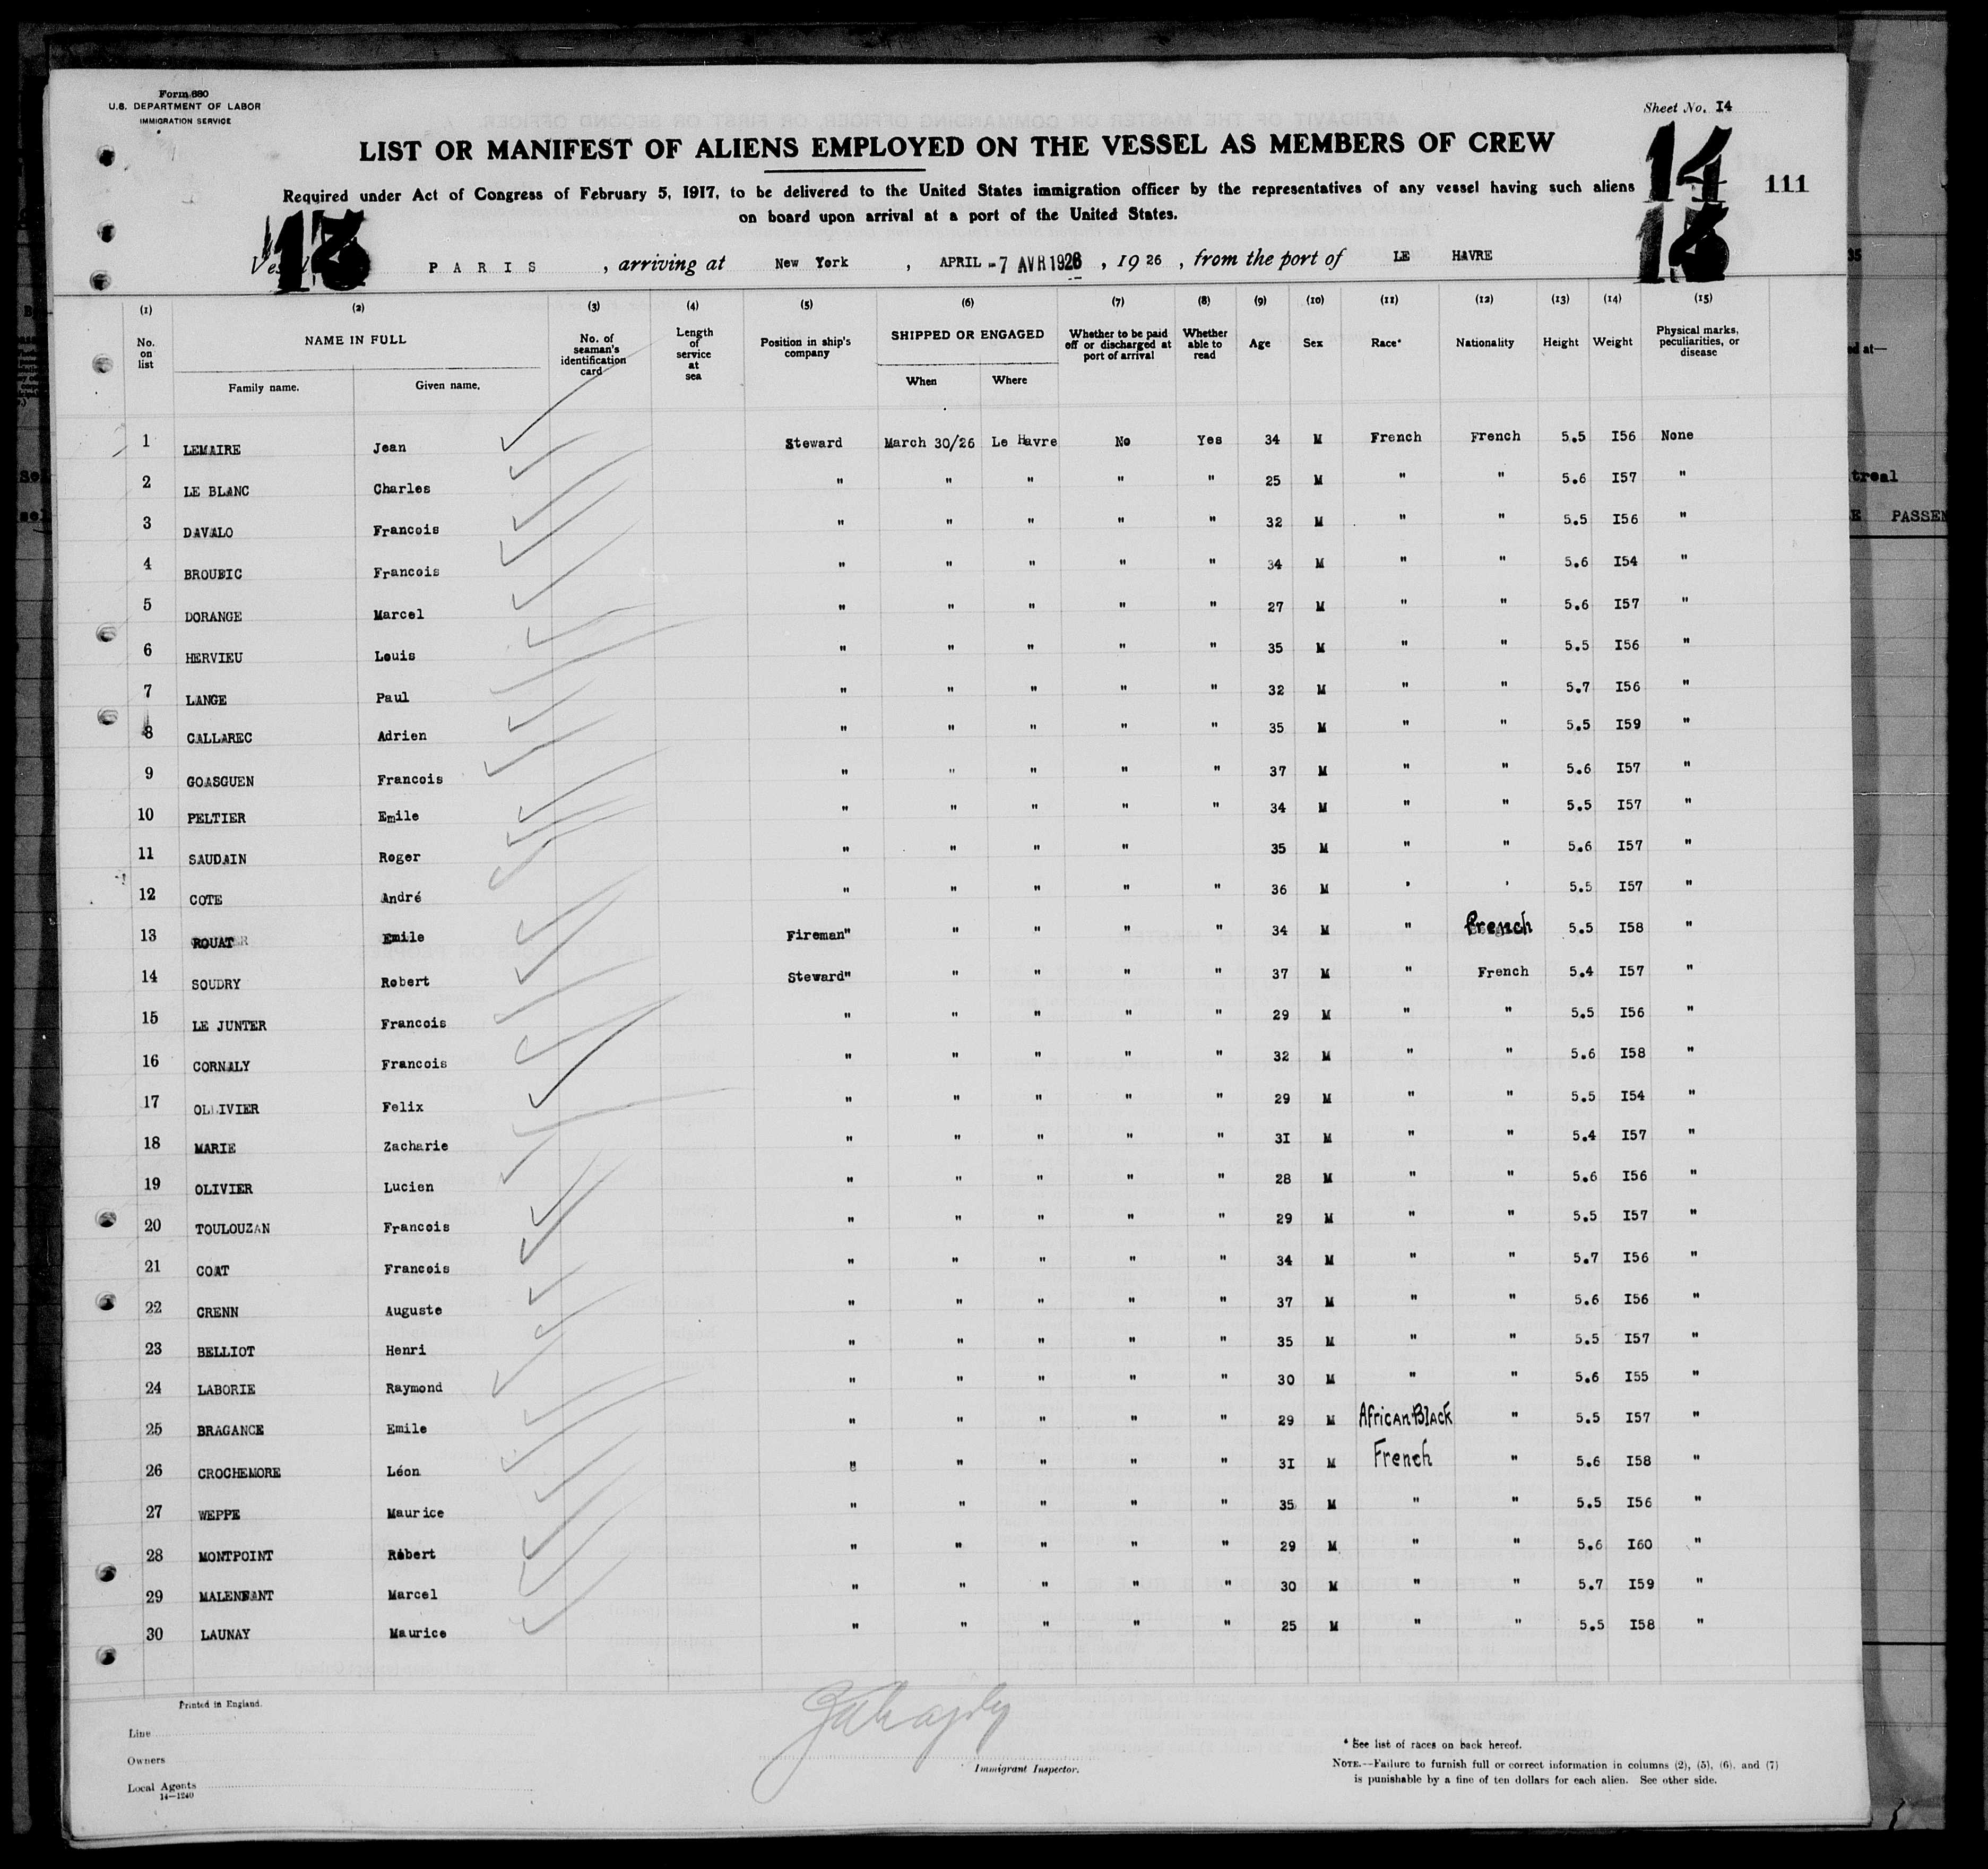 Form 680
U.S. DEPARTMENT OF LABOR
IMMIGRATION SERVICE
Sheet No. I4
LIST OR MANIFEST OF ALIENS EMPLOYED ON THE VESSEL AS MEMBERS OF CREW
14
111
Required under Act of Congress of February 5, 1917, to be delivered to the United States immigration officer by the representatives of any vessel having such aliens
on board upon arrival at a port of the United States.
13
PARIS , arriving at New York , APRIL -7 AVR 1926 , 19 26 , from the port of LE HAVRE
(1) (2) (3) (4) (5) (6) (7) (8) (9) (10) (11) (12) (13) (14) (15)
No. on list NAME IN FULL No. of seaman's identification card Length of service at sea Position in ship's company SHIPPED OR ENGAGED Whether to be paid off or discharged at port of arrival Whether able to read Age Sex Race* Nationality Height Weight Physical marks, peculiarities, or disease
Family name. Given name. When Where
1 LEMAIRE Jean Steward March 30/26 Le Havre No Yes 34 M French French 5.5 I56 None
2 LE BLANC Charles " " " " " 25 M " " 5.6 I57 "
3 DAVALO Francois " " " " " 32 M " " 5.5 I56 "
4 BROUEIC Francois " " " " " 34 M " " 5.6 I54 "
5 DORANGE Marcel " " " " " 27 M " " 5.6 I57 "
6 HERVIEU Louis " " " " " 35 M " " 5.5 I56 "
7 LANGE Paul " " " " " 32 M " " 5.7 I56 "
8 CALLAREC Adrien " " " " " 35 M " " 5.5 I59 "
9 GOASGUEN Francois " " " " " 37 M " " 5.6 I57 "
10 PELTIER Emile " " " " " 34 M " " 5.5 I57 "
11 SAUDAIN Roger " " " " 35 M " " 5.6 I57 "
12 COTE André " " " " " 36 M ' ' 5.5 I57 "
13 ROUAT Emile Fireman" " " " " 34 M " French 5.5 I58 "
14 SOUDRY Robert Steward" " " " " 37 M " French 5.4 I57 "
15 LE JUNTER Francois " " " " " 29 M " " 5.5 I56 "
16 CORNALY Francois " " " " " 32 M " " 5.6 I58 "
17 OLLIVIER Felix " " " " " 29 M " " 5.5 I54 "
18 MARIE Zacharie " " " " " 3I M " " 5.4 I57 "
19 OLIVIER Lucien " " " " " 28 M " " 5.6 I56 "
20 TOULOUZAN Francois " " " " " 29 M " " 5.5 I57 "
21 COAT Francois " " " " " 34 M " " 5.7 I56 "
22 CRENN Auguste " " " " " 37 M " " 5.6 I56 "
23 BELLIOT Henri " " " " " 35 M " " 5.5 I57 "
24 LABORIE Raymond " " " " " 30 M " " 5.6 I55 "
25 BRAGANCE Emile " " " " " 29 M African Black " 5.5 I57 "
26 CROCHEMORE Léon " " " " " 3I M French " 5.6 I58 "
27 WEPPE Maurice " " " " " 35 M " " 5.5 I56 "
28 MONTPOINT Robert " " " " " 29 M " " 5.6 I60 "
29 MALENFANT Marcel " " " " " 30 M " " 5.7 I59 "
30 LAUNAY Maurice " " " " " 25 M " " 5.5 I58 "
Printed in England.
Line
Owners
Local Agents
14—1240
Immigrant Inspector.
* See list of races on back hereof.
NOTE.—Failure to furnish full or correct information in columns (2), (5), (6), and (7)
is punishable by a fine of ten dollars for each alien. See other side.